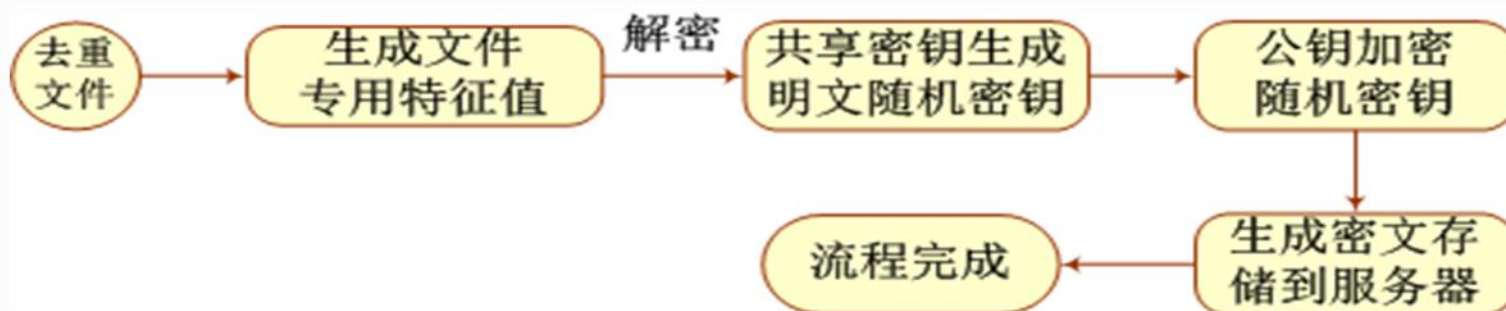 去重
文件
生成文件
专用特征值
解密
共享密钥生成
明文随机密钥
公钥加密
随机密钥
生成密文存
储到服务器
流程完成